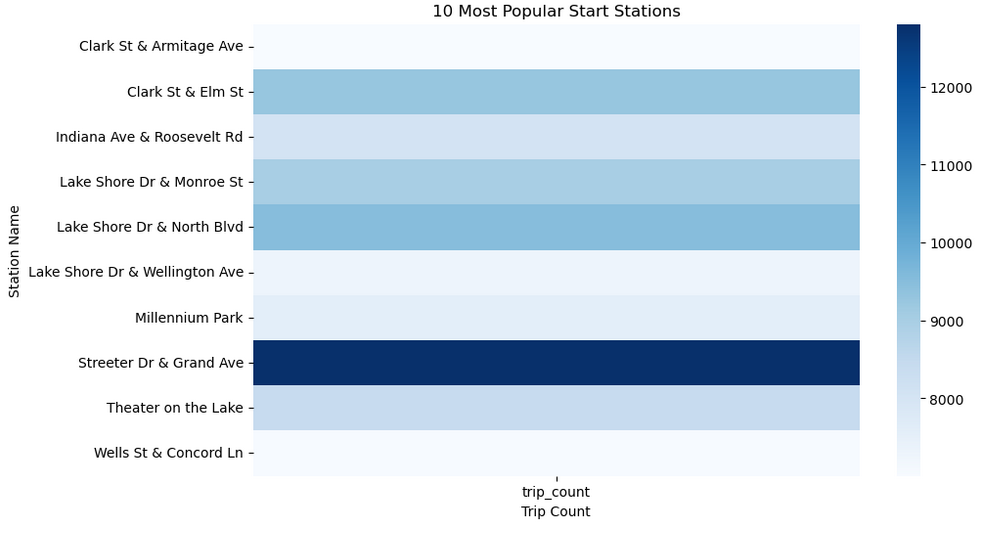 10 Most Popular Start Stations
Station Name
Clark St & Armitage Ave
Clark St & Elm St
Indiana Ave & Roosevelt Rd
Lake Shore Dr & Monroe St
Lake Shore Dr & North Blvd
Lake Shore Dr & Wellington Ave
Millennium Park
Streeter Dr & Grand Ave
Theater on the Lake
Wells St & Concord Ln
trip_count
Trip Count
12000
11000
10000
9000
8000